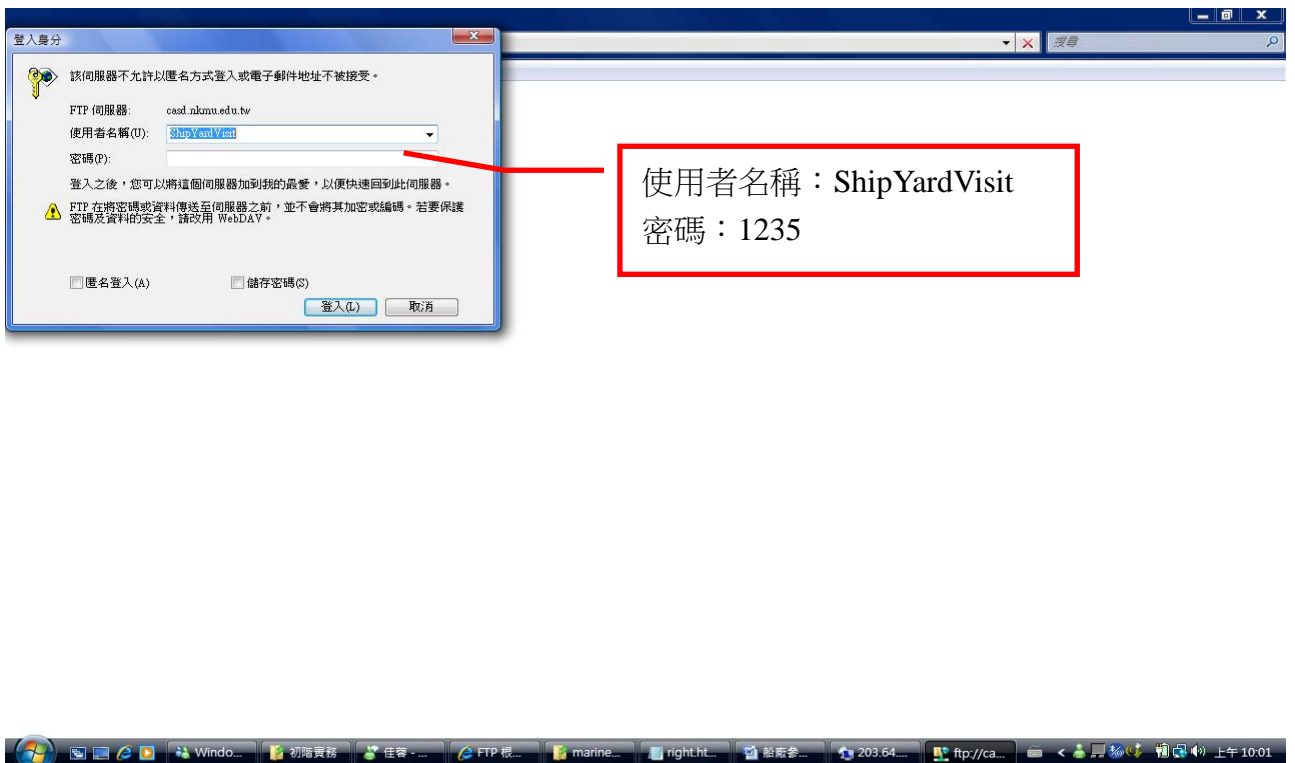 登入身分
搜尋
該伺服器不允許以匿名方式登入或電子郵件地址不被接受。
FTP 伺服器: casd.nkmu.edu.tw
使用者名稱(U): ShipYardVisit
密碼(P):
登入之後，您可以將這個伺服器加到我的最愛，以便快速回到此伺服器。
FTP 在將密碼或資料傳送至伺服器之前，並不會將其加密或編碼。若要保護
密碼及資料的安全，請改用 WebDAV。
匿名登入(A) 儲存密碼(S)
登入(L) 取消
使用者名稱：ShipYardVisit
密碼：1235
Windo... 初階實務 佳蓉 - ... FTP 根... marine... right.ht... 船廠參... 203.64.... ftp://ca... 上午 10:01